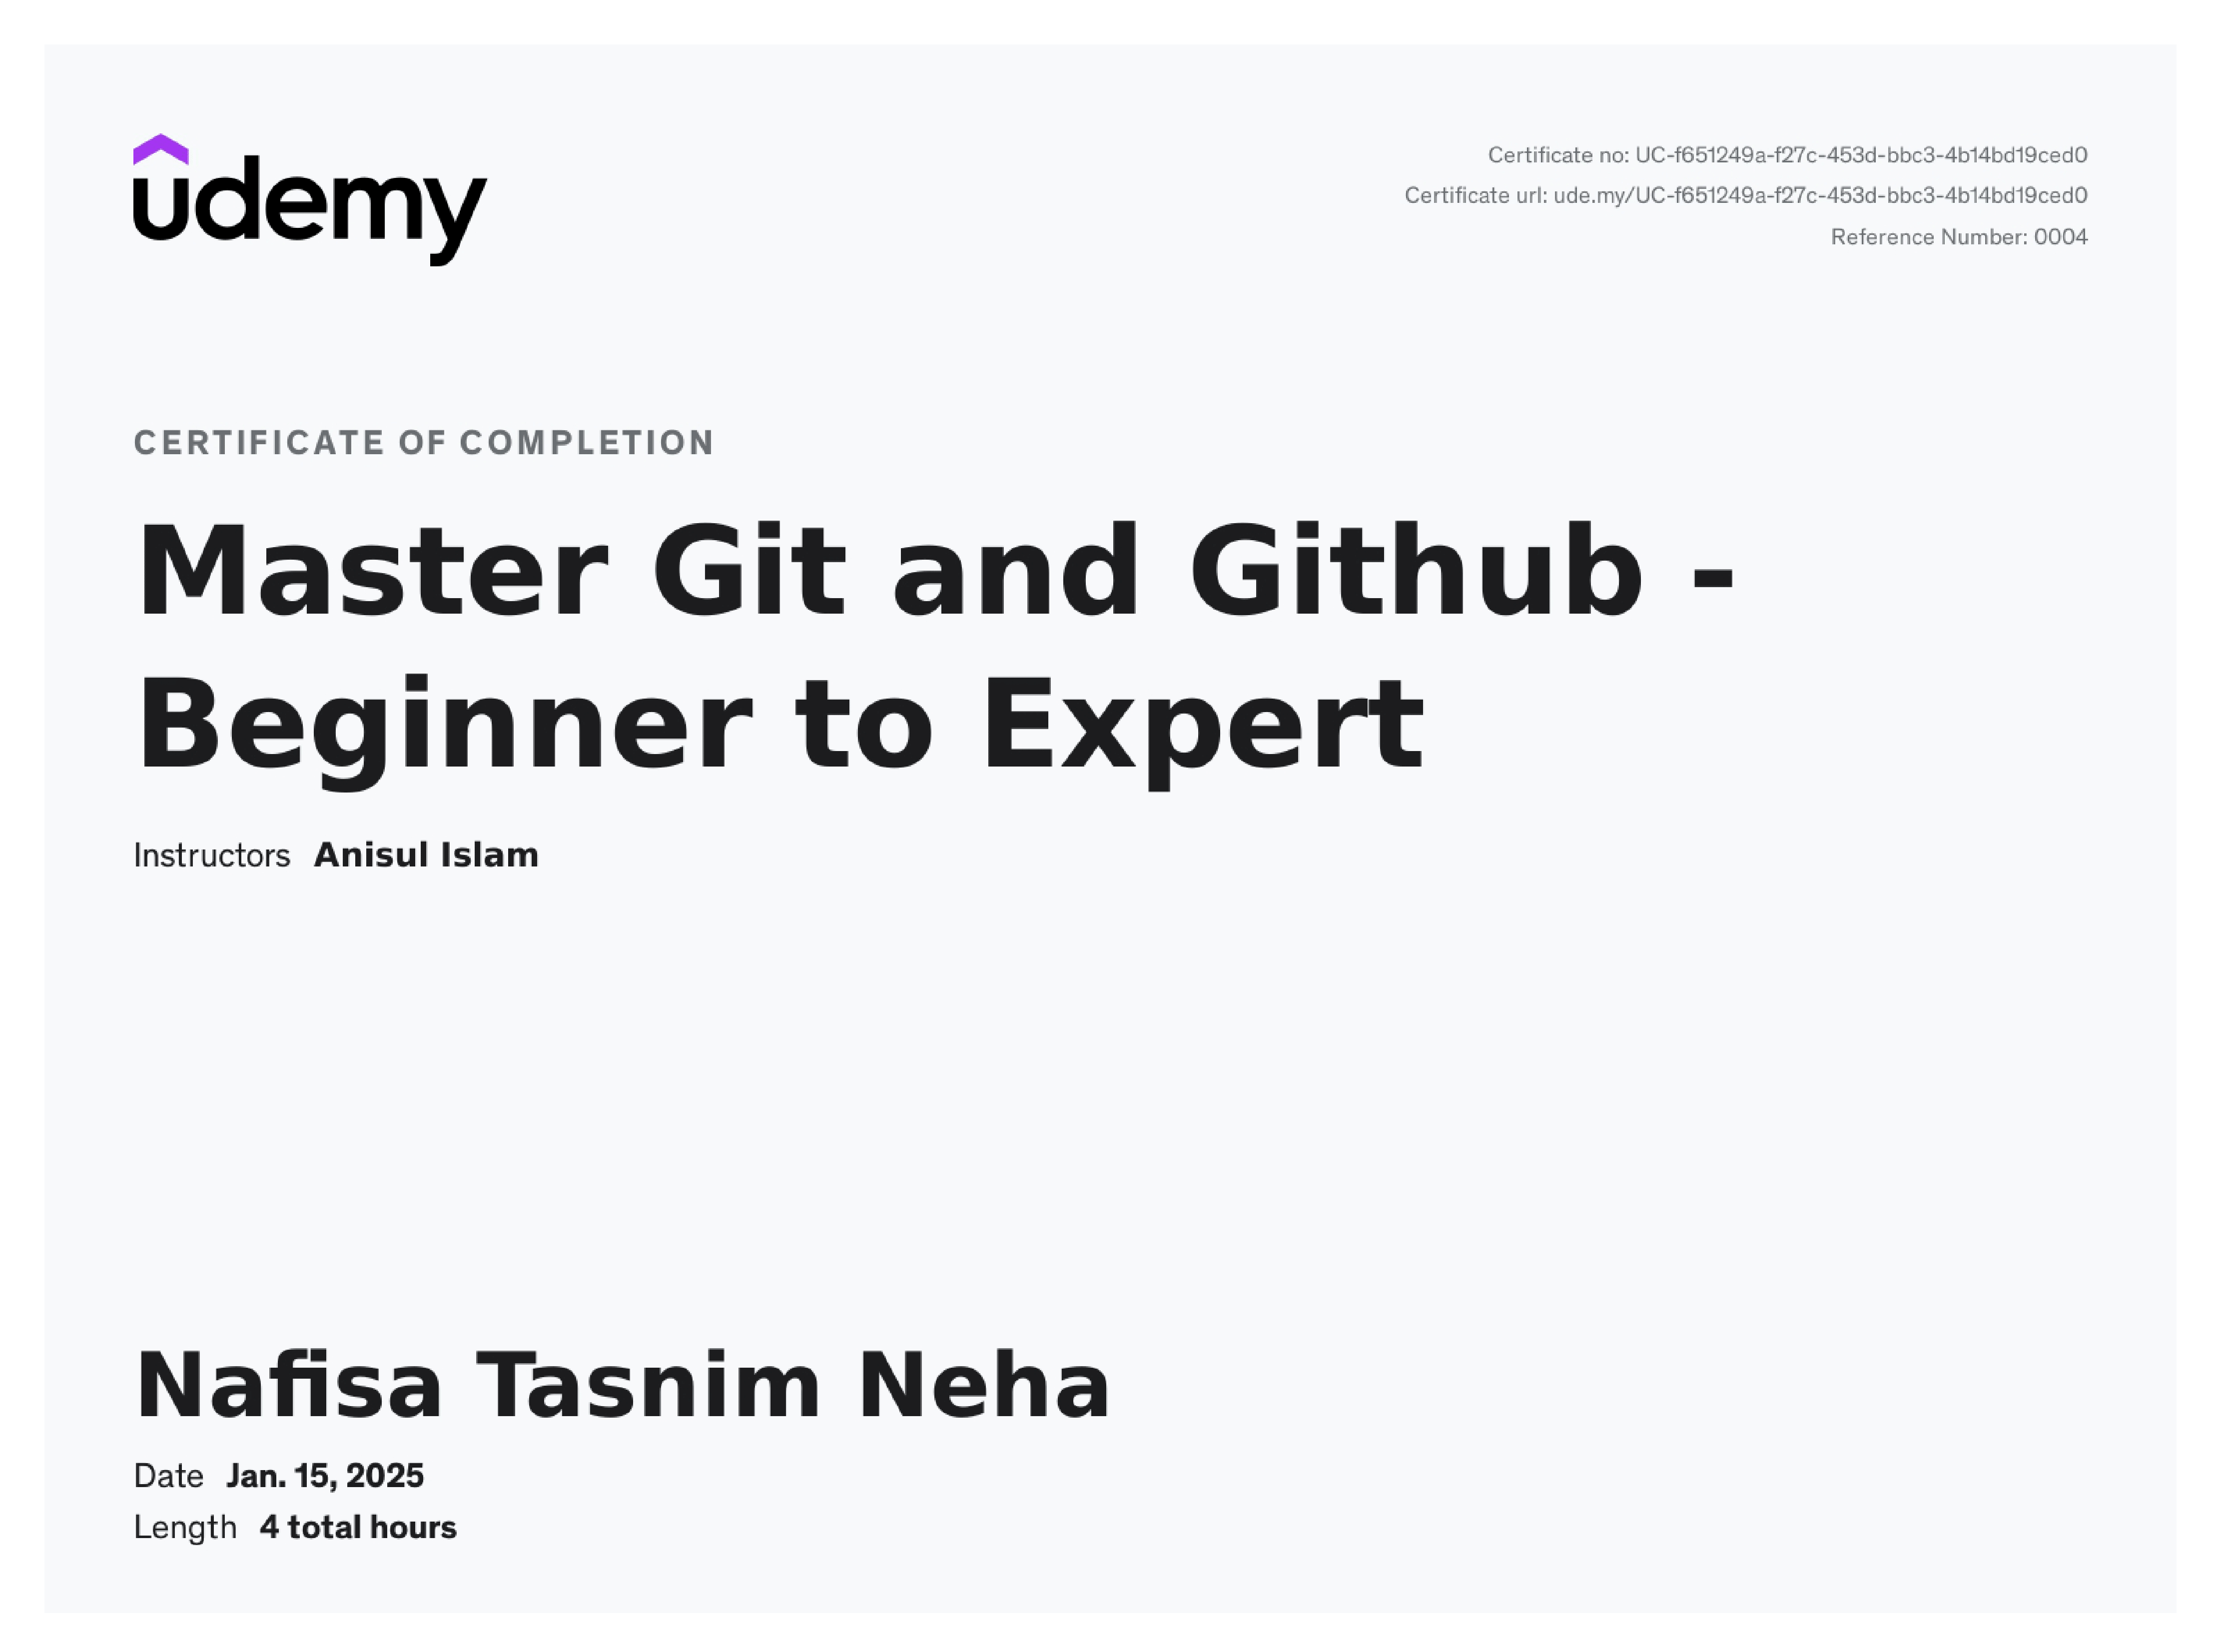 udemy
Certificate no: UC-f651249a-f27c-453d-bbc3-4b14bd19ced0
Certificate url: ude.my/UC-f651249a-f27c-453d-bbc3-4b14bd19ced0
Reference Number: 0004
CERTIFICATE OF COMPLETION
Master Git and Github -
Beginner to Expert
Instructors Anisul Islam
Nafisa Tasnim Neha
Date Jan. 15, 2025
Length 4 total hours